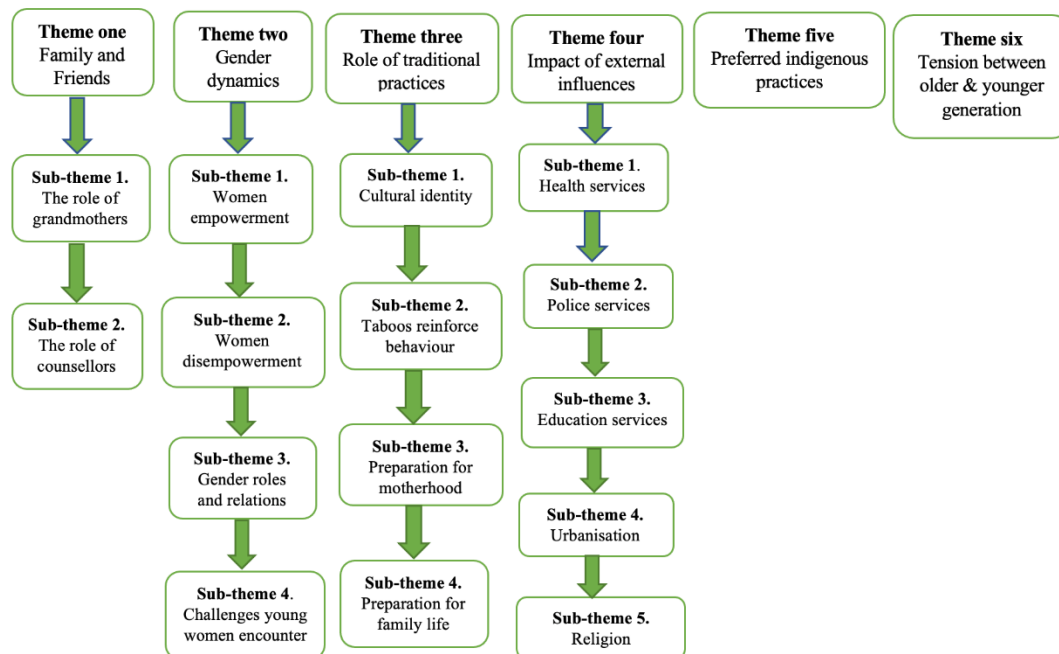 Theme one
Family and
Friends
Sub-theme 1.
The role of
grandmothers
Sub-theme 2.
The role of
counsellors
Theme two
Gender
dynamics
Sub-theme 1.
Women
empowerment
Sub-theme 2.
Women
disempowerment
Sub-theme 3.
Gender roles
and relations
Sub-theme 4.
Challenges young
women encounter
Theme three
Role of traditional
practices
Sub-theme 1.
Cultural identity
Sub-theme 2.
Taboos reinforce
behaviour
Sub-theme 3.
Preparation for
motherhood
Sub-theme 4.
Preparation for
family life
Theme four
Impact of external
influences
Sub-theme 1.
Health services
Sub-theme 2.
Police services
Sub-theme 3.
Education services
Sub-theme 4.
Urbanisation
Sub-theme 5.
Religion
Theme five
Preferred indigenous
practices
Theme six
Tension between
older & younger
generation